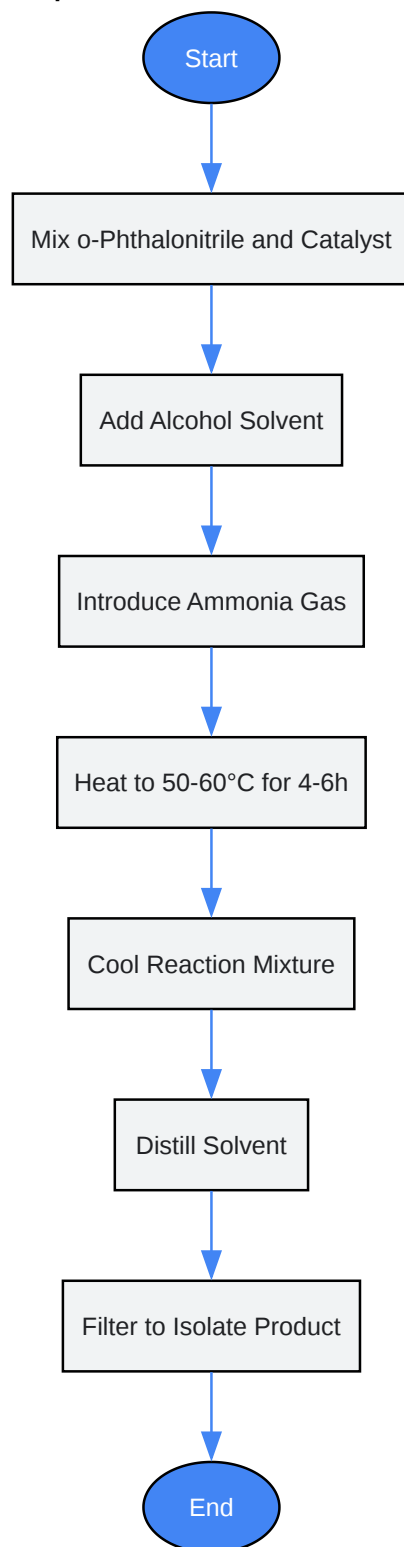 Start
Mix o-Phthalonitrile and Catalyst
Add Alcohol Solvent
Introduce Ammonia Gas
Heat to 50-60°C for 4-6h
Cool Reaction Mixture
Distill Solvent
Filter to Isolate Product
End